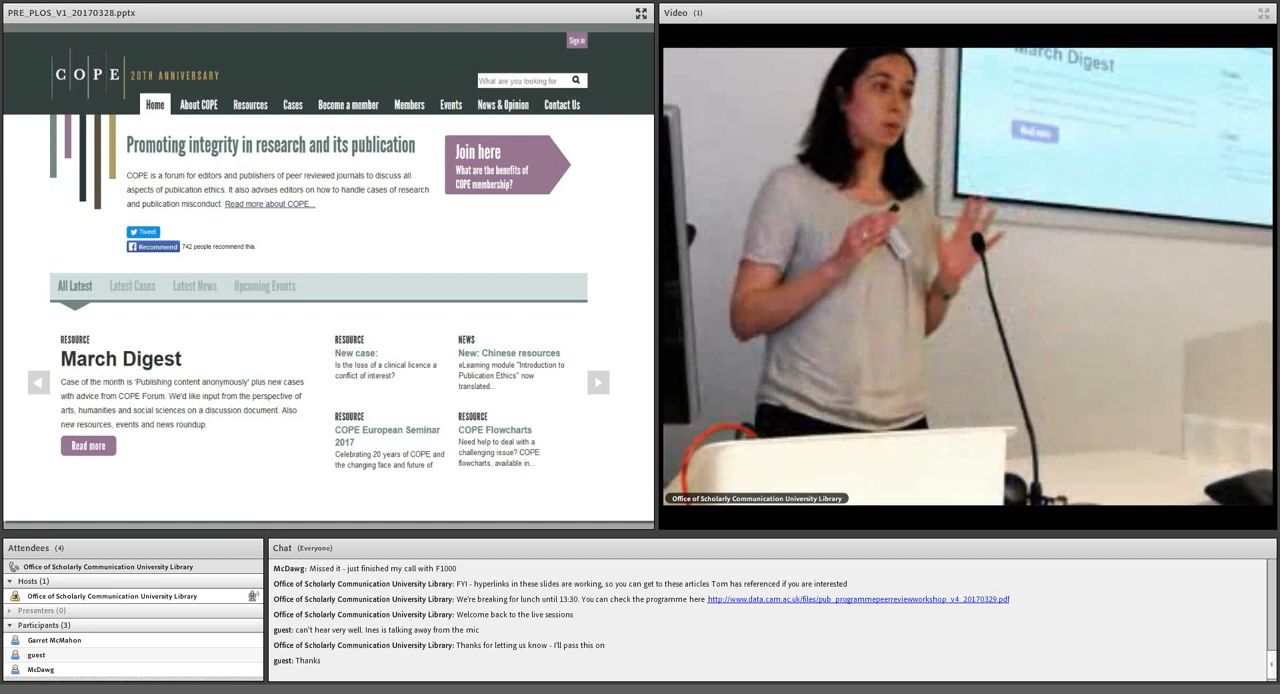 PRE_PLOS_V1_20170328.pptx
Sign in
COPE 20TH ANNIVERSARY
What are you looking for
Home About COPE Resources Cases Become a member Members Events News & Opinion Contact Us
Promoting integrity in research and its publication
COPE is a forum for editors and publishers of peer reviewed journals to discuss all
aspects of publication ethics. It also advises editors on how to handle cases of research
and publication misconduct. Read more about COPE...
Join here
What are the benefits of
COPE membership?
Tweet
Recommend 742 people recommend this.
All Latest Latest Cases Latest News Upcoming Events
RESOURCE
March Digest
Case of the month is 'Publishing content anonymously' plus new cases
with advice from COPE Forum. We'd like input from the perspective of
arts, humanities and social sciences on a discussion document. Also
new resources, events and news roundup.
Read more
RESOURCE
New case:
Is the loss of a clinical licence a
conflict of interest?
NEWS
New: Chinese resources
eLearning module "Introduction to
Publication Ethics" now
translated...
RESOURCE
COPE European Seminar
2017
Celebrating 20 years of COPE and
the changing face and future of
RESOURCE
COPE Flowcharts
Need help to deal with a
challenging issue? COPE
flowcharts, available in...
Video (1)
March Digest
Read more
Office of Scholarly Communication University Library
Attendees (4)
Office of Scholarly Communication University Library
Hosts (1)
Office of Scholarly Communication University Library
Presenters (0)
Participants (3)
Garret McMahon
guest
McDawg
Chat (Everyone)
McDawg: Missed it - just finished my call with F1000
Office of Scholarly Communication University Library: FYI - hyperlinks in these slides are working, so you can get to these articles Tom has referenced if you are interested
Office of Scholarly Communication University Library: We're breaking for lunch until 13:30. You can check the programme here http://www.data.cam.ac.uk/files/pub_programmepeerreviewworkshop_v4_20170329.pdf
Office of Scholarly Communication University Library: Welcome back to the live sessions
guest: can't hear very well. Ines is talking away from the mic
Office of Scholarly Communication University Library: Thanks for letting us know - I'll pass this on
guest: Thanks